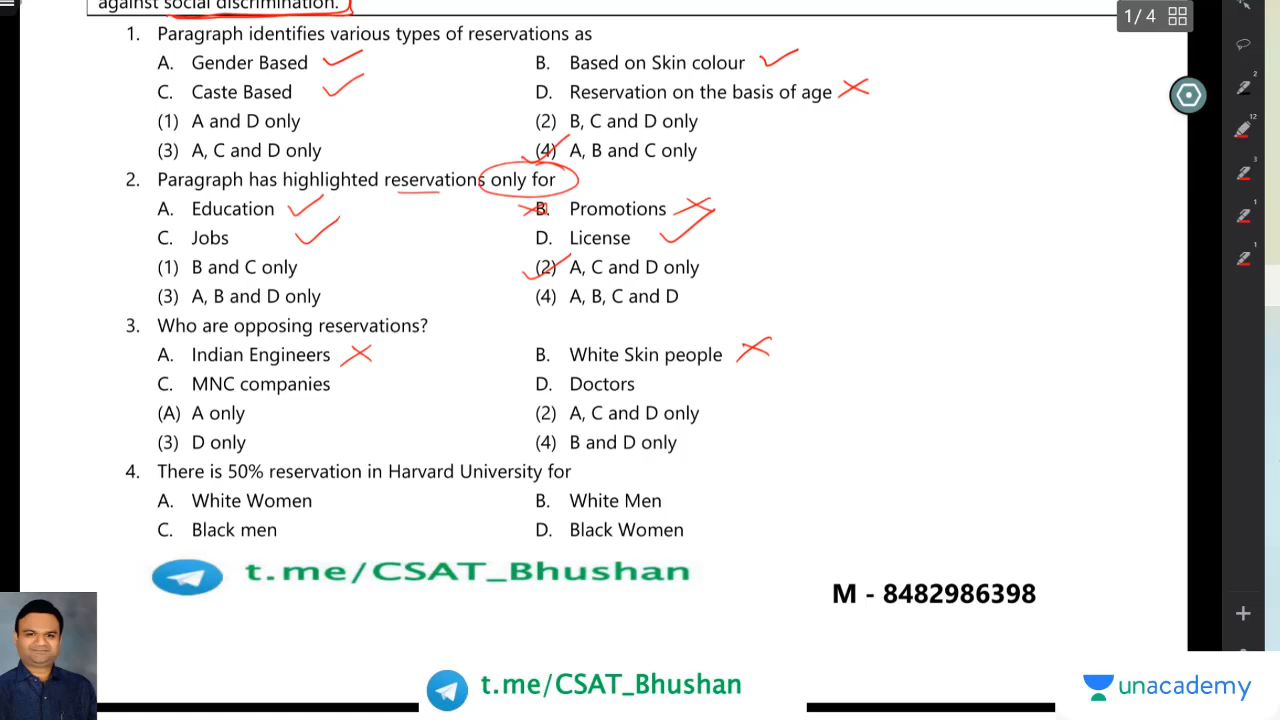 against social discrimination.
1. Paragraph identifies various types of reservations as
A. Gender Based B. Based on Skin colour
C. Caste Based D. Reservation on the basis of age
(1) A and D only (2) B, C and D only
(3) A, C and D only (4) A, B and C only
2. Paragraph has highlighted reservations only for
A. Education B. Promotions
C. Jobs D. License
(1) B and C only (2) A, C and D only
(3) A, B and D only (4) A, B, C and D
3. Who are opposing reservations?
A. Indian Engineers B. White Skin people
C. MNC companies D. Doctors
(A) A only (2) A, C and D only
(3) D only (4) B and D only
4. There is 50% reservation in Harvard University for
A. White Women B. White Men
C. Black men D. Black Women
t.me/CSAT_Bhushan
M - 8482986398
t.me/CSAT_Bhushan
unacademy
1 / 4
2
12
3
1
1